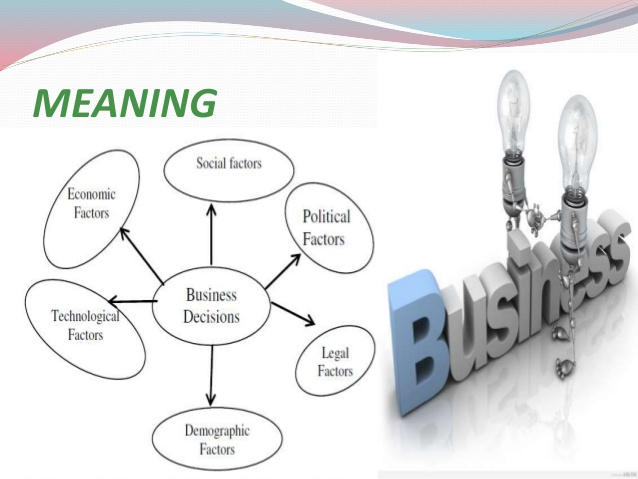 MEANING
Social factors
Economic
Factors
Political
Factors
Business
Decisions
Technological
Factors
Legal
Factors
Demographic
Factors
Business